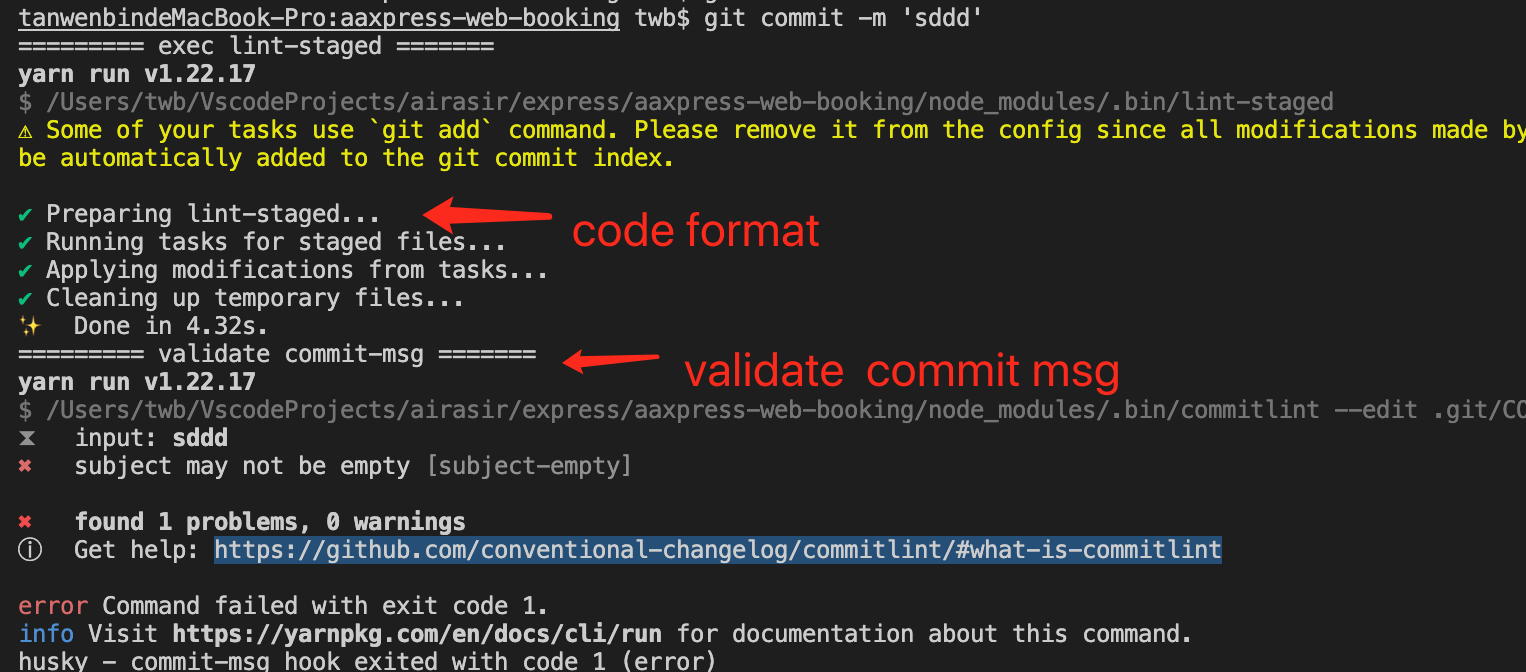 tanwenbindeMacBook-Pro:aaxpress-web-booking twb$ git commit -m 'sddd'
========= exec lint-staged =======
yarn run v1.22.17
$ /Users/twb/VscodeProjects/airasir/express/aaxpress-web-booking/node_modules/.bin/lint-staged
⚠ Some of your tasks use `git add` command. Please remove it from the config since all modifications made by
be automatically added to the git commit index.
✔ Preparing lint-staged...
code format
✔ Running tasks for staged files...
✔ Applying modifications from tasks...
✔ Cleaning up temporary files...
✨ Done in 4.32s.
========= validate commit-msg =======
validate commit msg
yarn run v1.22.17
$ /Users/twb/VscodeProjects/airasir/express/aaxpress-web-booking/node_modules/.bin/commitlint --edit .git/CO
⧗ input: sddd
✖ subject may not be empty [subject-empty]
✖ found 1 problems, 0 warnings
ⓘ Get help: https://github.com/conventional-changelog/commitlint/#what-is-commitlint
error Command failed with exit code 1.
info Visit https://yarnpkg.com/en/docs/cli/run for documentation about this command.
husky - commit-msg hook exited with code 1 (error)